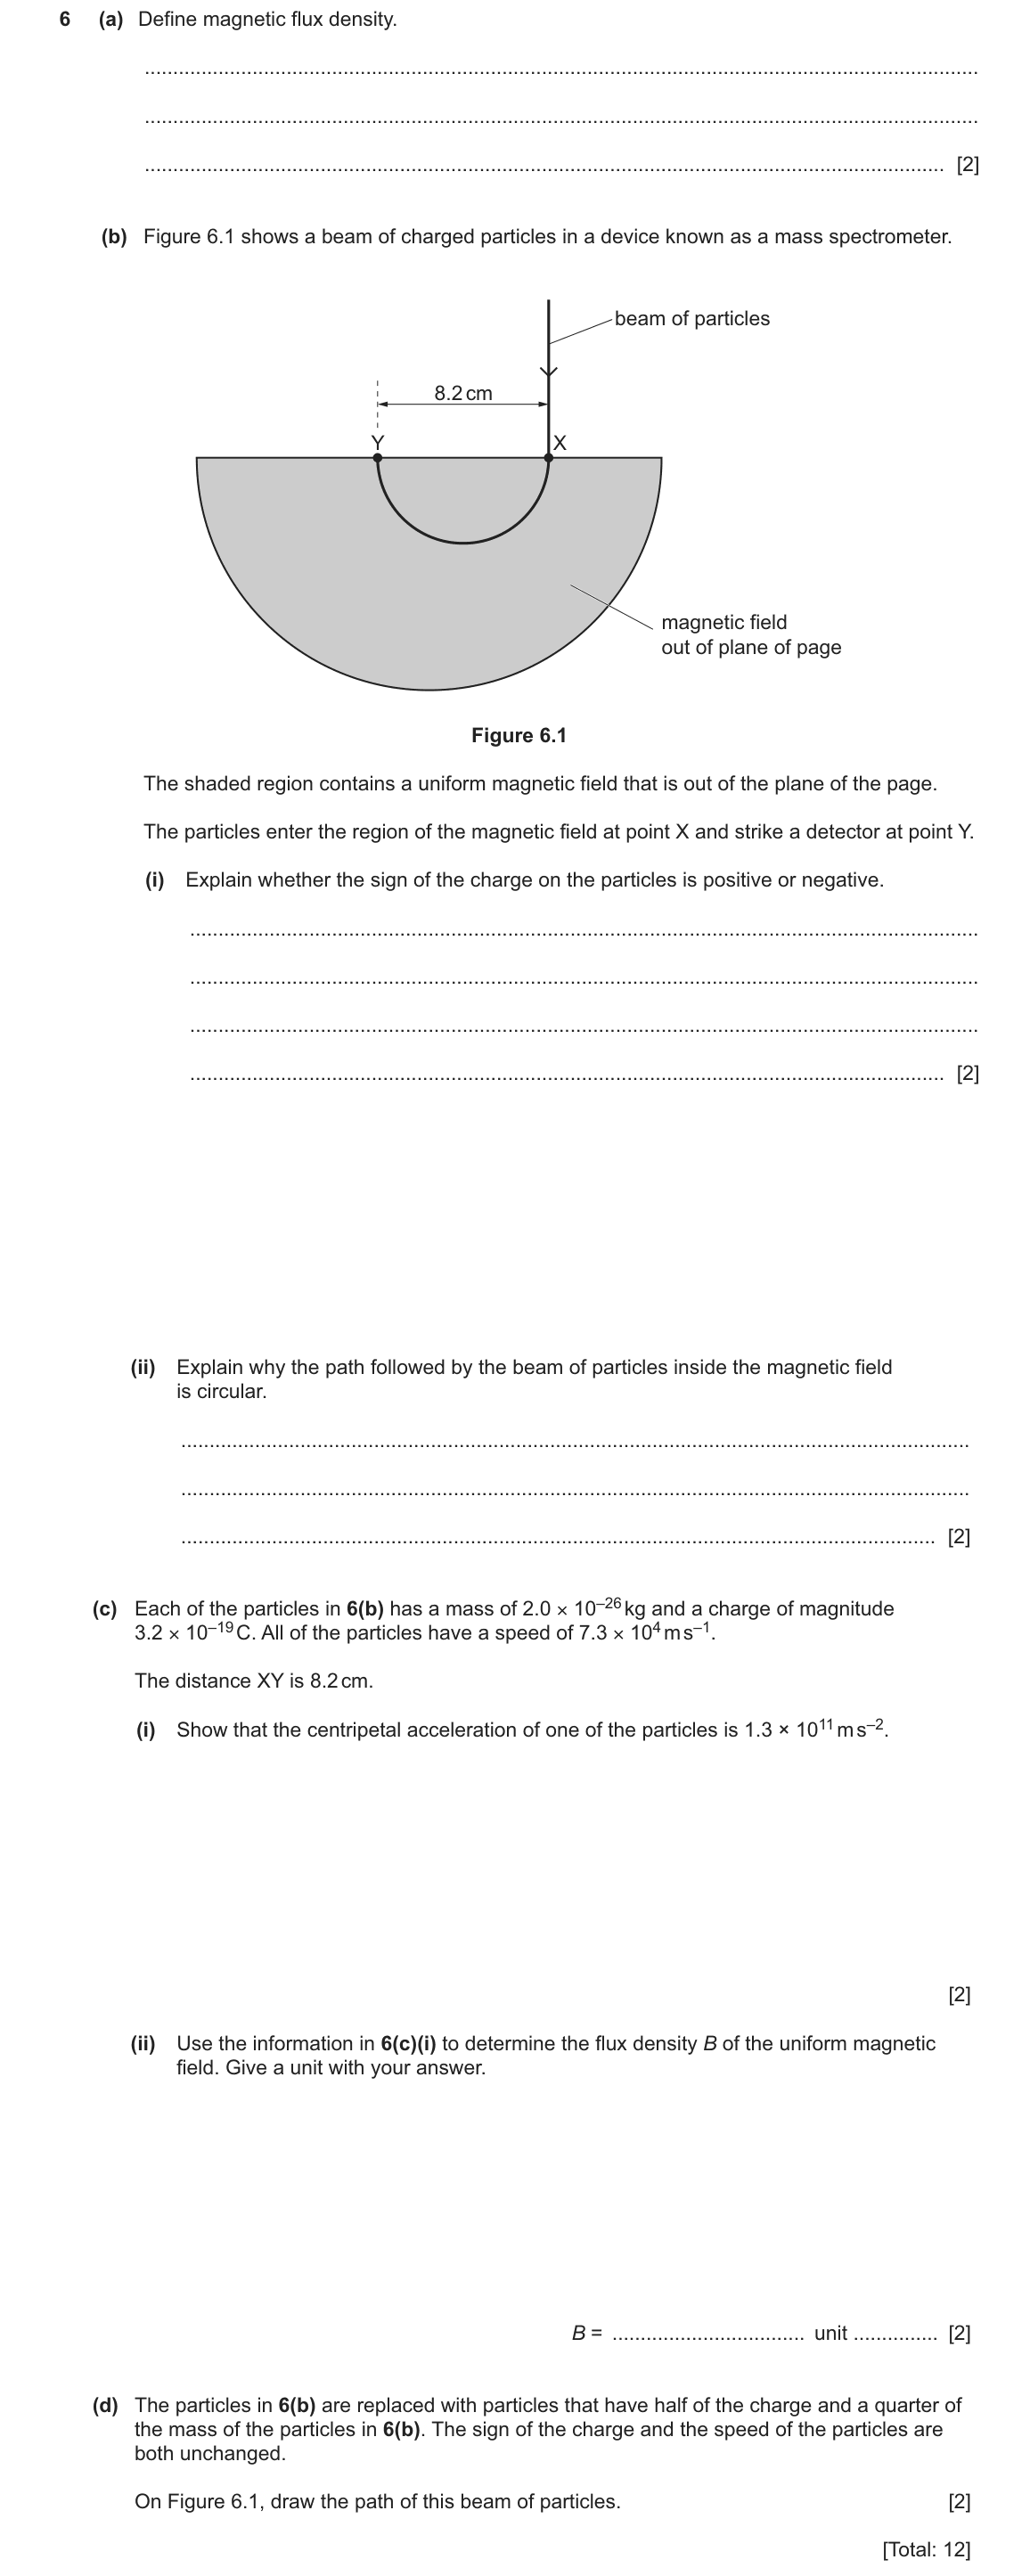 6 (a) Define magnetic flux density.
.......................................................................................................................................................
.......................................................................................................................................................
................................................................................................................................................. [2]
(b) Figure 6.1 shows a beam of charged particles in a device known as a mass spectrometer.
beam of particles
8.2 cm
Y
X
magnetic field
out of plane of page
Figure 6.1
The shaded region contains a uniform magnetic field that is out of the plane of the page.
The particles enter the region of the magnetic field at point X and strike a detector at point Y.
(i) Explain whether the sign of the charge on the particles is positive or negative.
...............................................................................................................................................
...............................................................................................................................................
...............................................................................................................................................
......................................................................................................................................... [2]
(ii) Explain why the path followed by the beam of particles inside the magnetic field
is circular.
...............................................................................................................................................
...............................................................................................................................................
......................................................................................................................................... [2]
(c) Each of the particles in 6(b) has a mass of 2.0 × 10⁻²⁶ kg and a charge of magnitude
3.2 × 10⁻¹⁹ C. All of the particles have a speed of 7.3 × 10⁴ m s⁻¹.
The distance XY is 8.2 cm.
(i) Show that the centripetal acceleration of one of the particles is 1.3 × 10¹¹ m s⁻².
[2]
(ii) Use the information in 6(c)(i) to determine the flux density B of the uniform magnetic
field. Give a unit with your answer.
B = .................................. unit ............... [2]
(d) The particles in 6(b) are replaced with particles that have half of the charge and a quarter of
the mass of the particles in 6(b). The sign of the charge and the speed of the particles are
both unchanged.
On Figure 6.1, draw the path of this beam of particles. [2]
[Total: 12]